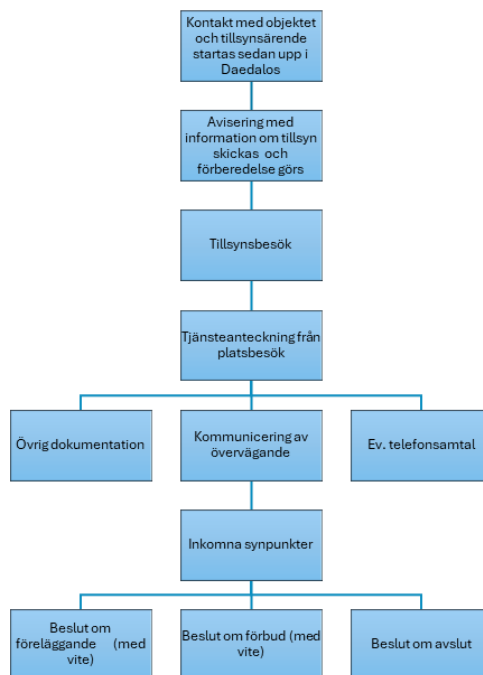 Kontakt med objektet
och tillsynsärende
startas sedan upp i
Daedalos
Avisering med
information om tillsyn
skickas och
förberedelse görs
Tillsynsbesök
Tjänsteanteckning från
platsbesök
Övrig dokumentation
Kommunicering av
övervägande
Ev. telefonsamtal
Inkomna synpunkter
Beslut om
föreläggande (med
vite)
Beslut om förbud (med
vite)
Beslut om avslut